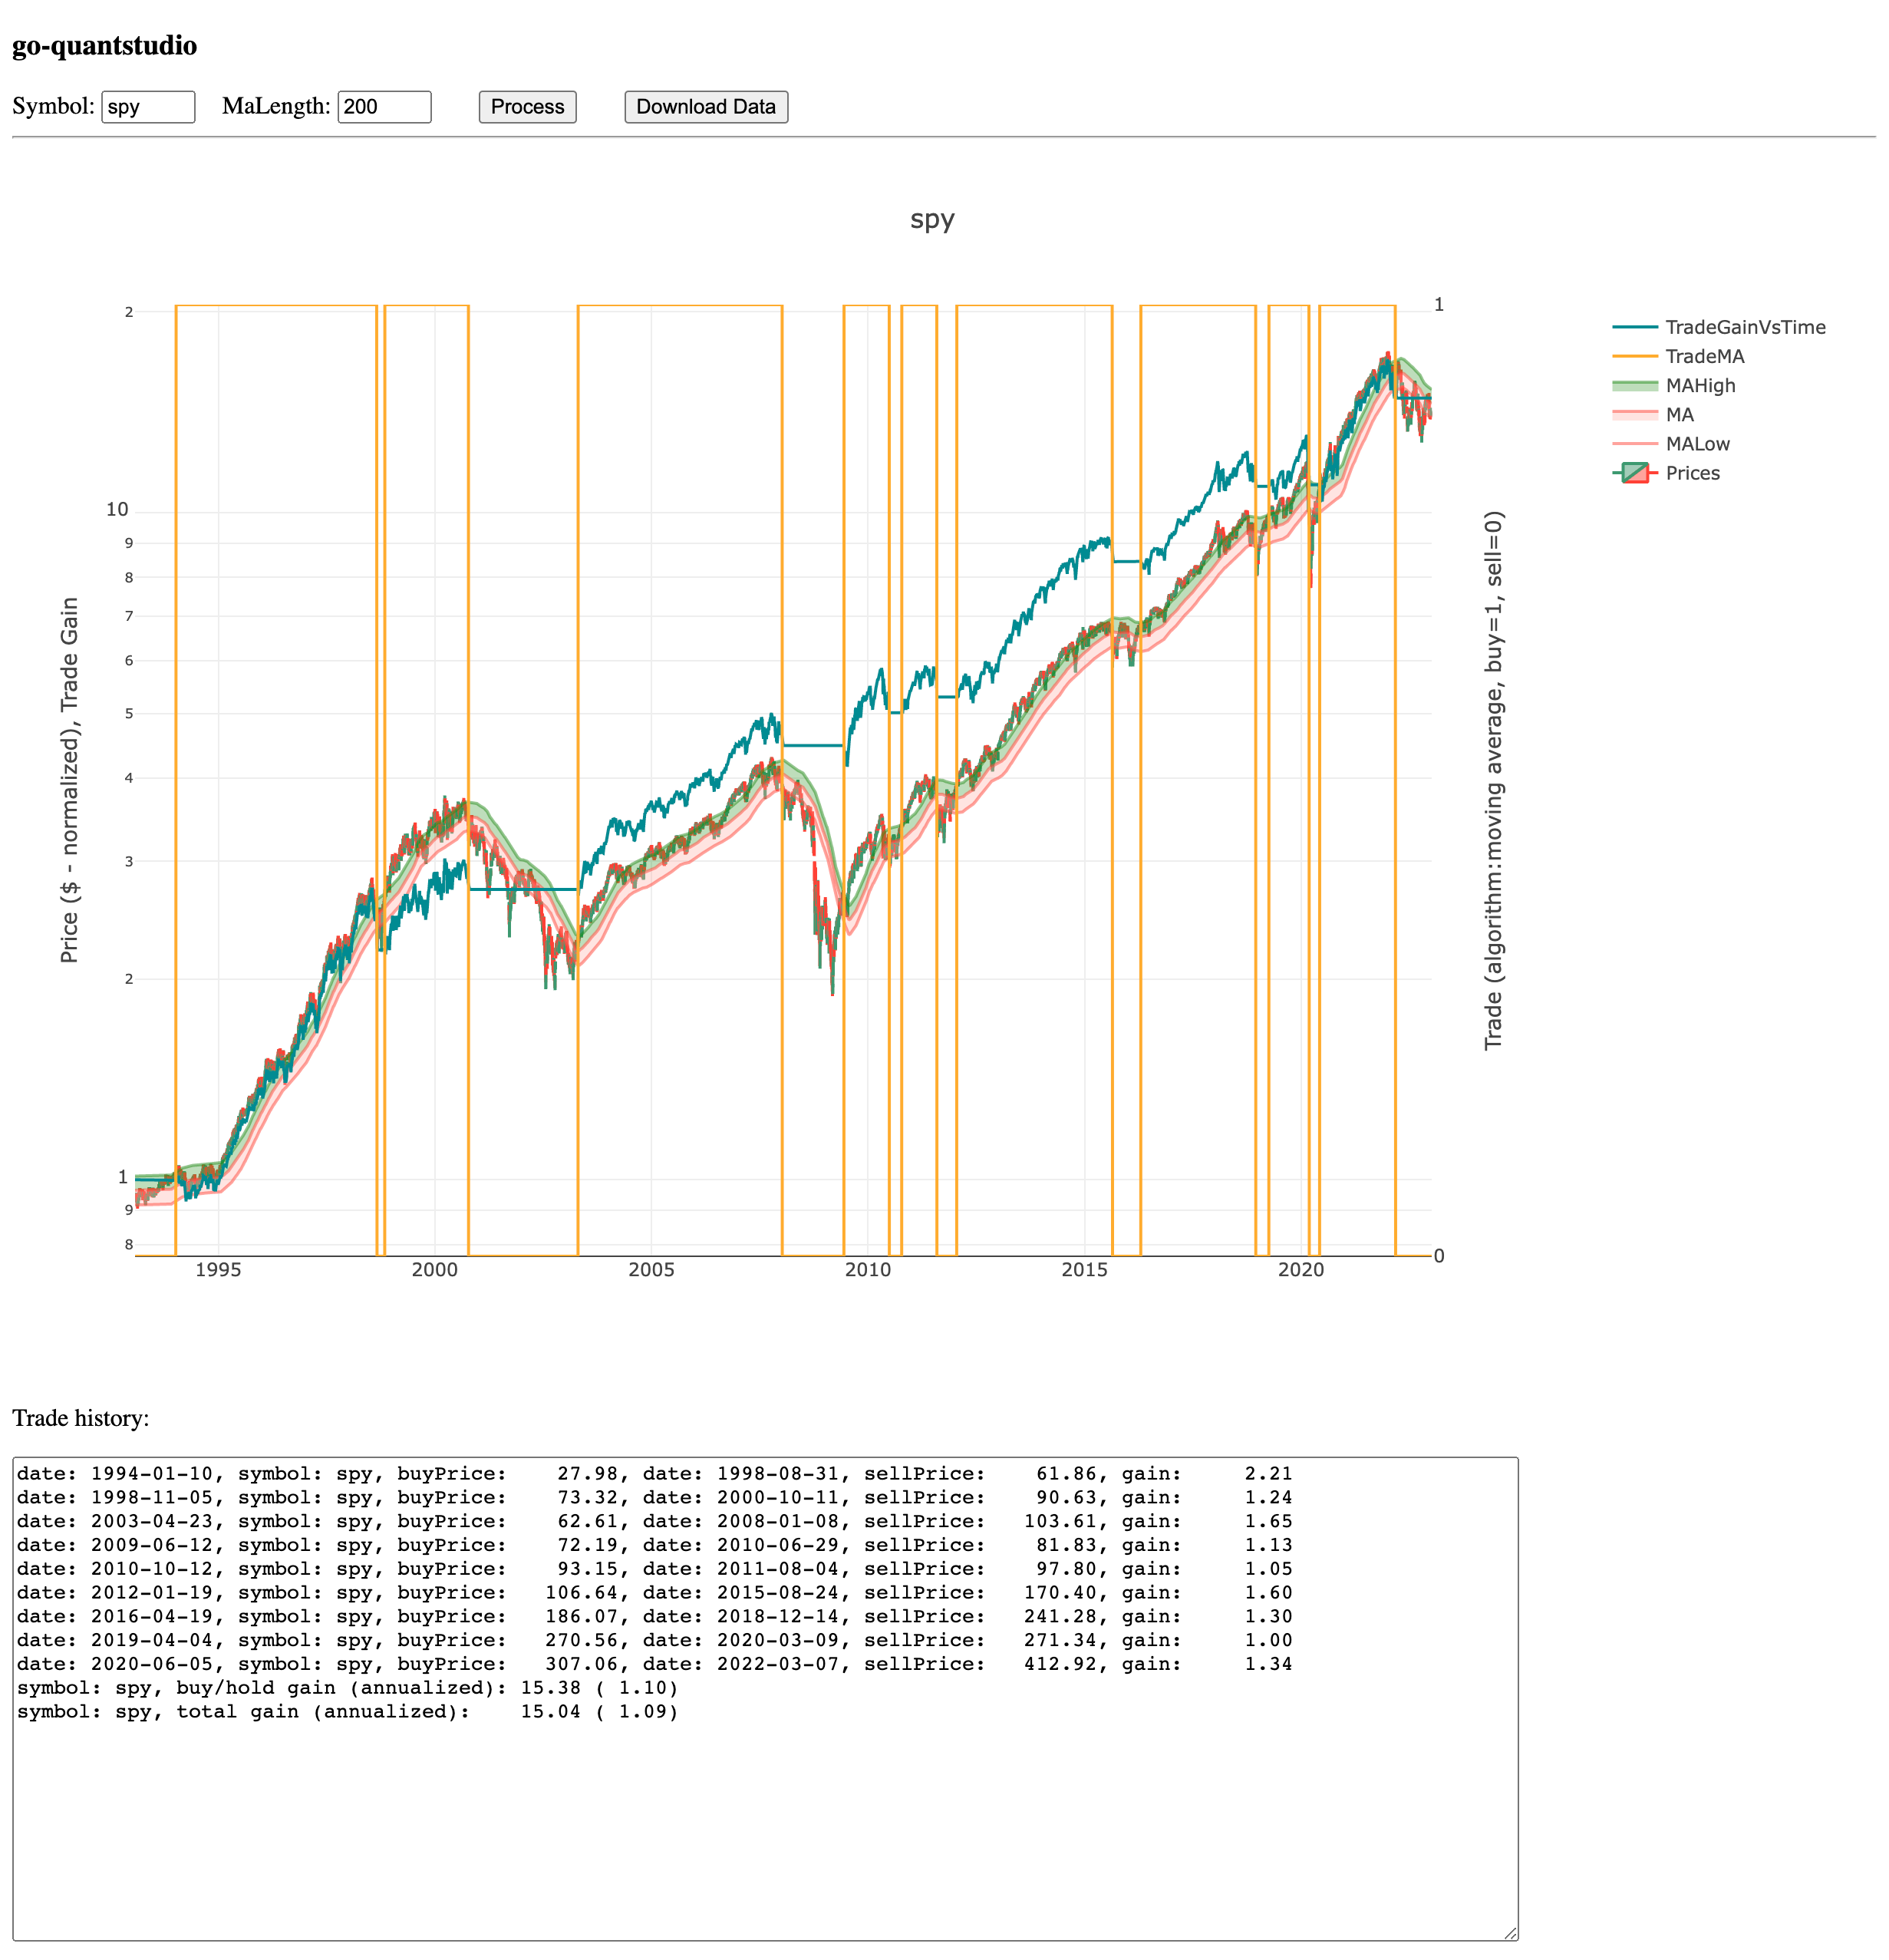 go-quantstudio
Symbol: spy MaLength: 200 Process Download Data
spy
TradeGainVsTime
TradeMA
MAHigh
MA
MALow
Prices
Price ($ - normalized), Trade Gain
2
10
9
8
7
6
5
4
3
2
1
9
8
1995 2000 2005 2010 2015 2020
1
0
Trade (algorithm:moving average, buy=1, sell=0)
Trade history:
date: 1994-01-10, symbol: spy, buyPrice: 27.98, date: 1998-08-31, sellPrice: 61.86, gain: 2.21
date: 1998-11-05, symbol: spy, buyPrice: 73.32, date: 2000-10-11, sellPrice: 90.63, gain: 1.24
date: 2003-04-23, symbol: spy, buyPrice: 62.61, date: 2008-01-08, sellPrice: 103.61, gain: 1.65
date: 2009-06-12, symbol: spy, buyPrice: 72.19, date: 2010-06-29, sellPrice: 81.83, gain: 1.13
date: 2010-10-12, symbol: spy, buyPrice: 93.15, date: 2011-08-04, sellPrice: 97.80, gain: 1.05
date: 2012-01-19, symbol: spy, buyPrice: 106.64, date: 2015-08-24, sellPrice: 170.40, gain: 1.60
date: 2016-04-19, symbol: spy, buyPrice: 186.07, date: 2018-12-14, sellPrice: 241.28, gain: 1.30
date: 2019-04-04, symbol: spy, buyPrice: 270.56, date: 2020-03-09, sellPrice: 271.34, gain: 1.00
date: 2020-06-05, symbol: spy, buyPrice: 307.06, date: 2022-03-07, sellPrice: 412.92, gain: 1.34
symbol: spy, buy/hold gain (annualized): 15.38 ( 1.10)
symbol: spy, total gain (annualized): 15.04 ( 1.09)